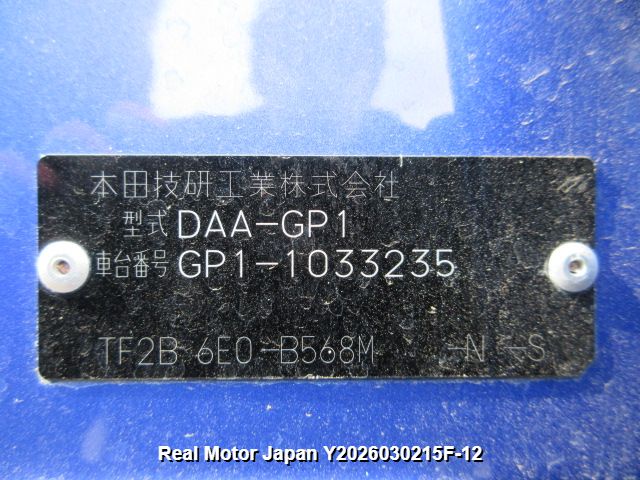 本田技研工業株式会社
型式 DAA-GP1
車台番号 GP1-1033235
TF2B 6E0-B568M -N -S
Real Motor Japan Y2026030215F-12